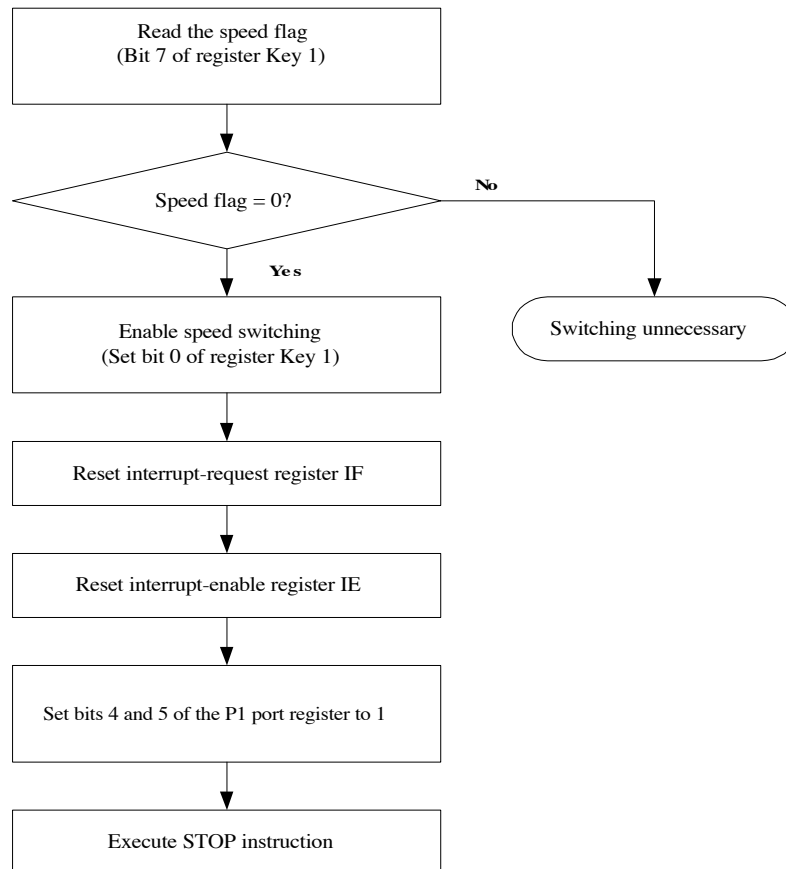 Read the speed flag
(Bit 7 of register Key 1)
Speed flag = 0?
No
Yes
Enable speed switching
(Set bit 0 of register Key 1)
Switching unnecessary
Reset interrupt-request register IF
Reset interrupt-enable register IE
Set bits 4 and 5 of the P1 port register to 1
Execute STOP instruction